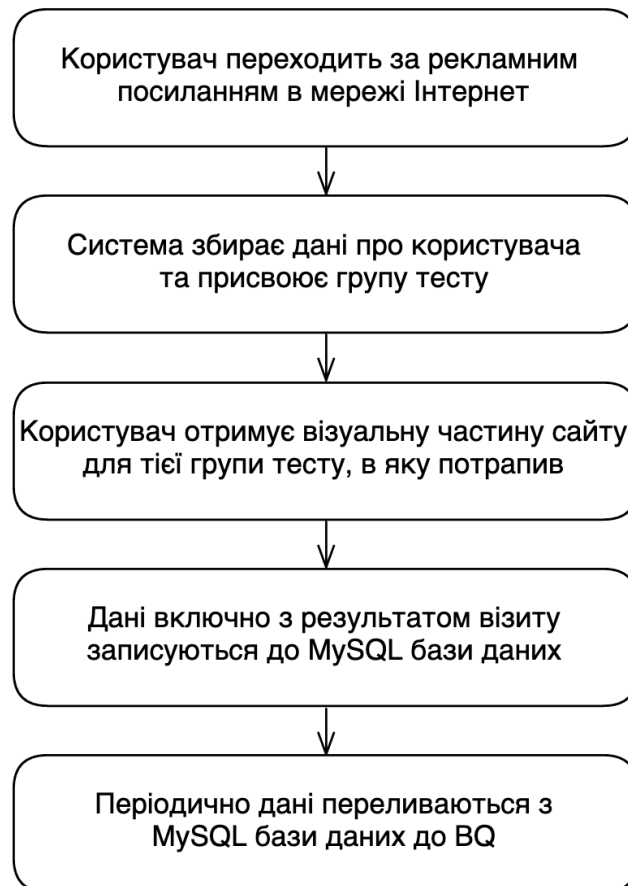 Користувач переходить за рекламним
посиланням в мережі Інтернет
Система збирає дані про користувача
та присвоює групу тесту
Користувач отримує візуальну частину сайту
для тієї групи тесту, в яку потрапив
Дані включно з результатом візиту
записуються до MySQL бази даних
Періодично дані переливаються з
MySQL бази даних до BQ